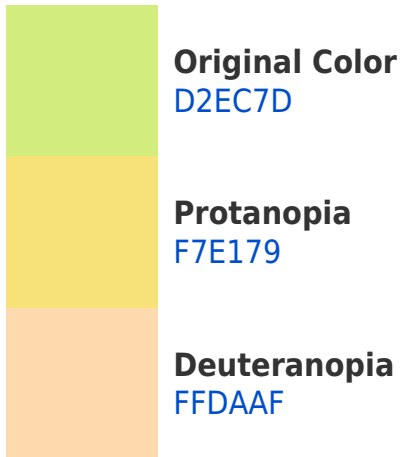 Original Color
D2EC7D
Protanopia
F7E179
Deuteranopia
FFDAAF